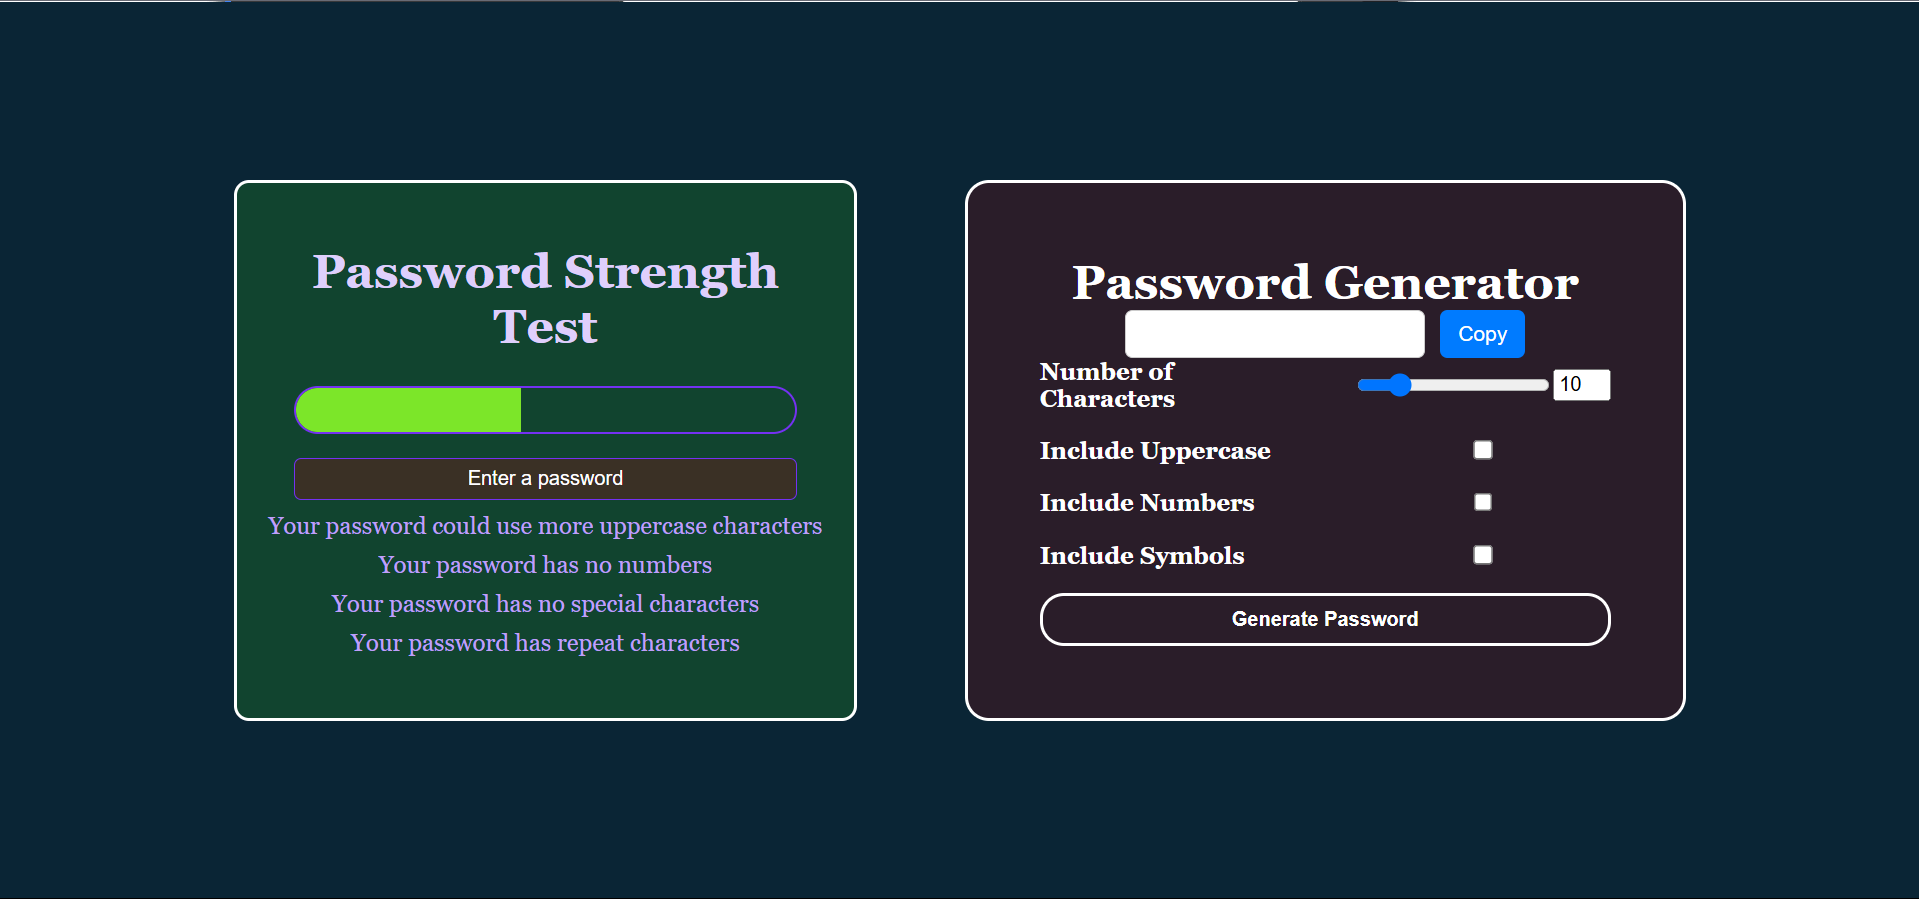 Password Strength
Test
Enter a password
Your password could use more uppercase characters
Your password has no numbers
Your password has no special characters
Your password has repeat characters
Password Generator
Copy
Number of
Characters
10
Include Uppercase
Include Numbers
Include Symbols
Generate Password